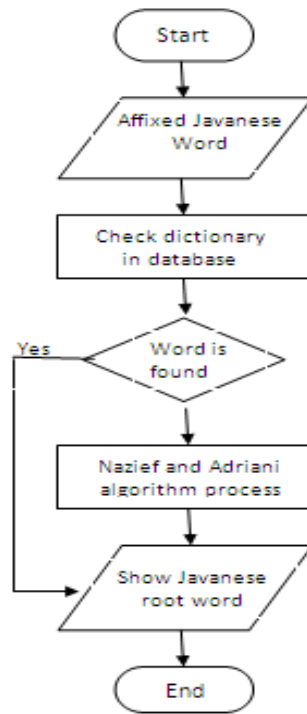 Start
Affixed Javanese
Word
Check dictionary
in database
Yes
Word is
found
Nazief and Adriani
algorithm process
Show Javanese
root word
End